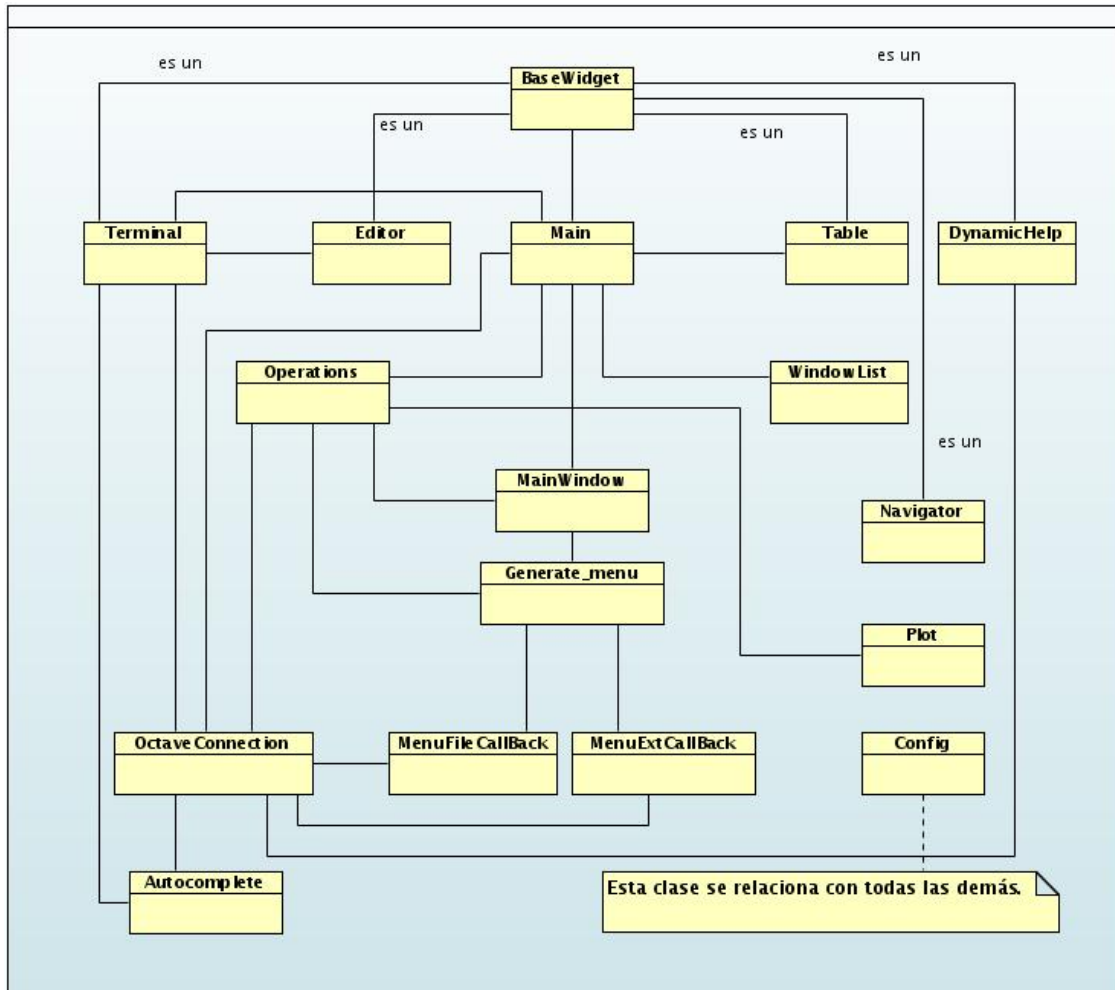 es un
es un
BaseWidget
es un
es un
Terminal
Editor
Main
Table
DynamicHelp
Operations
WindowList
es un
MainWindow
Navigator
Generate_menu
Plot
OctaveConnection
MenuFileCallBack
MenuExtCallBack
Config
Autocomplete
Esta clase se relaciona con todas las demás.